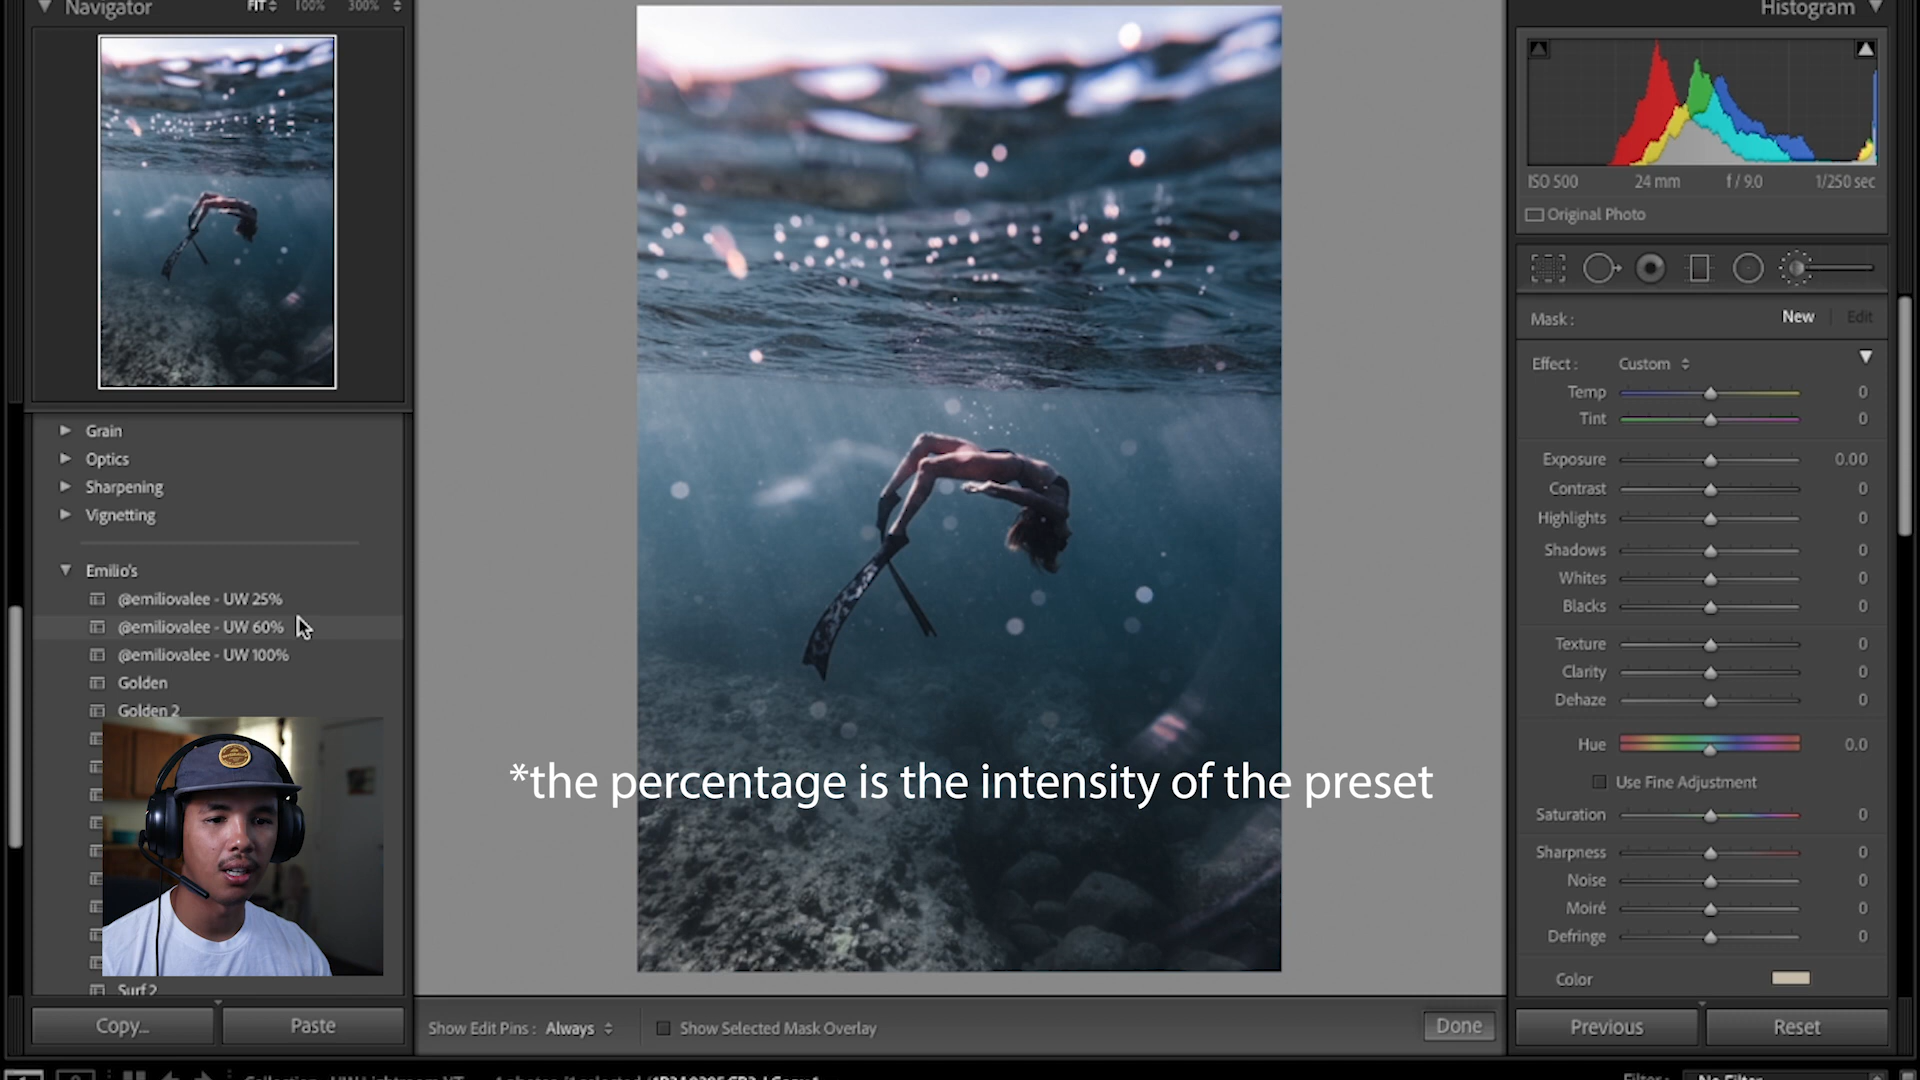 Navigator
FIT 100% 300%
Histogram
ISO 500 24 mm f / 9.0 1/250 sec
Original Photo
Mask : New Edit
Effect : Custom
Temp 0
Tint 0
Exposure 0.00
Contrast 0
Highlights 0
Shadows 0
Whites 0
Blacks 0
Texture 0
Clarity 0
Dehaze 0
Hue 0.0
Use Fine Adjustment
Saturation 0
Sharpness 0
Noise 0
Moiré 0
Defringe 0
Color
Grain
Optics
Sharpening
Vignetting
Emilio's
@emiliovalee - UW 25%
@emiliovalee - UW 60%
@emiliovalee - UW 100%
Golden
Golden 2
Surf 2
*the percentage is the intensity of the preset
Copy... Paste
Show Edit Pins : Always Show Selected Mask Overlay Done
Previous Reset